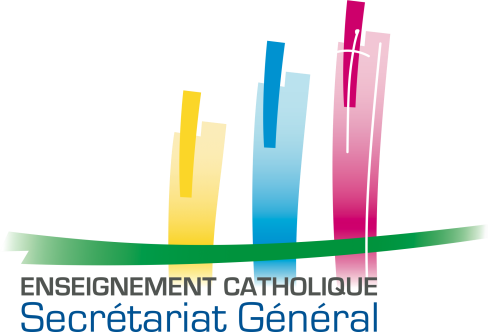 ENSEIGNEMENT CATHOLIQUE
Secrétariat Général